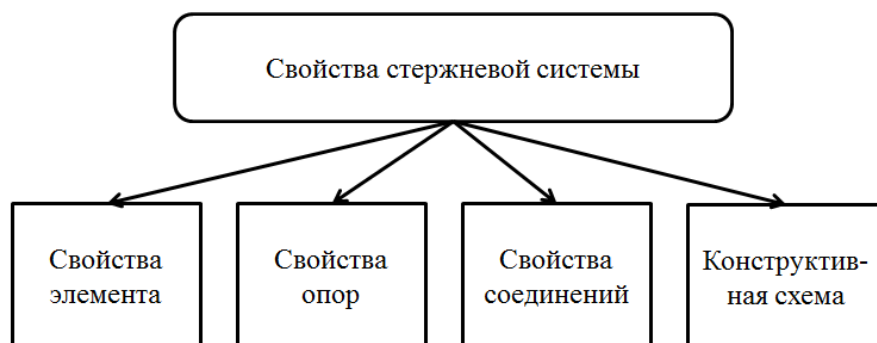 Свойства стержневой системы
Свойства
элемента
Свойства
опор
Свойства
соединений
Конструктив-
ная схема